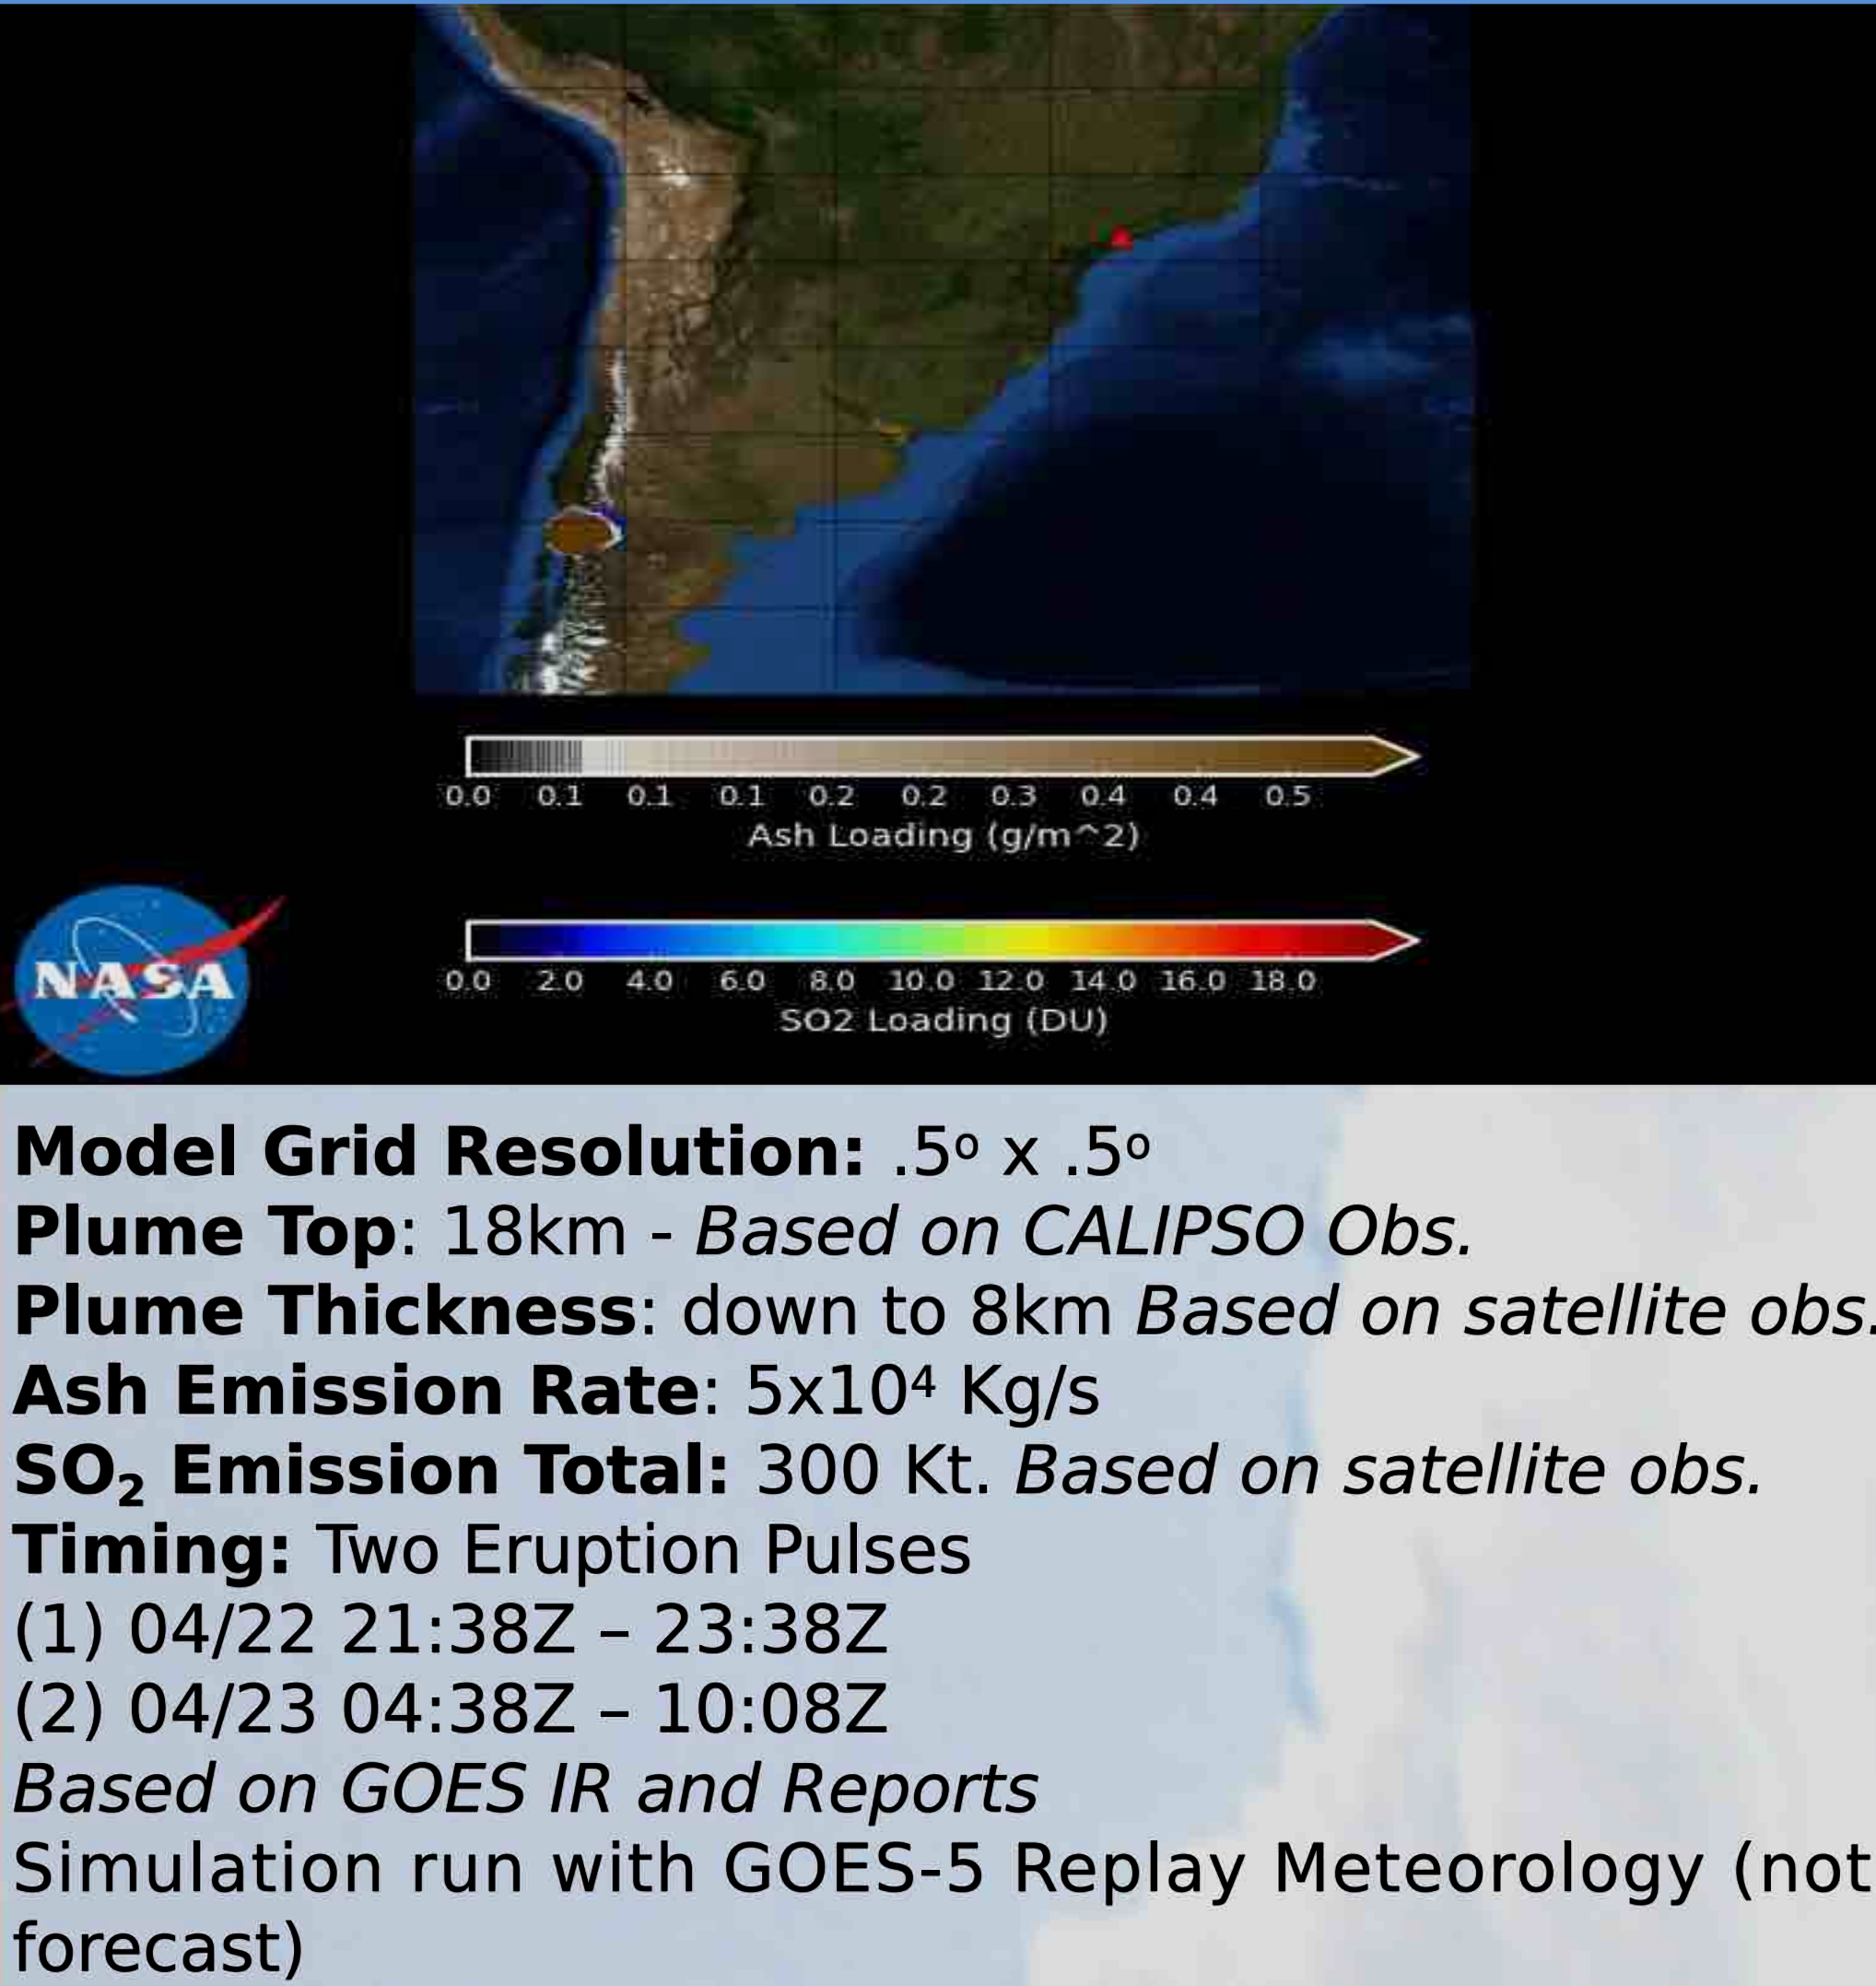 0.0 0.1 0.1 0.1 0.2 0.2 0.3 0.4 0.4 0.5
Ash Loading (g/m^2)
NASA
0.0 2.0 4.0 6.0 8.0 10.0 12.0 14.0 16.0 18.0
SO2 Loading (DU)
Model Grid Resolution: .5º x .5º
Plume Top: 18km - Based on CALIPSO Obs.
Plume Thickness: down to 8km Based on satellite obs.
Ash Emission Rate: 5x10⁴ Kg/s
SO₂ Emission Total: 300 Kt. Based on satellite obs.
Timing: Two Eruption Pulses
(1) 04/22 21:38Z – 23:38Z
(2) 04/23 04:38Z – 10:08Z
Based on GOES IR and Reports
Simulation run with GOES-5 Replay Meteorology (not
forecast)